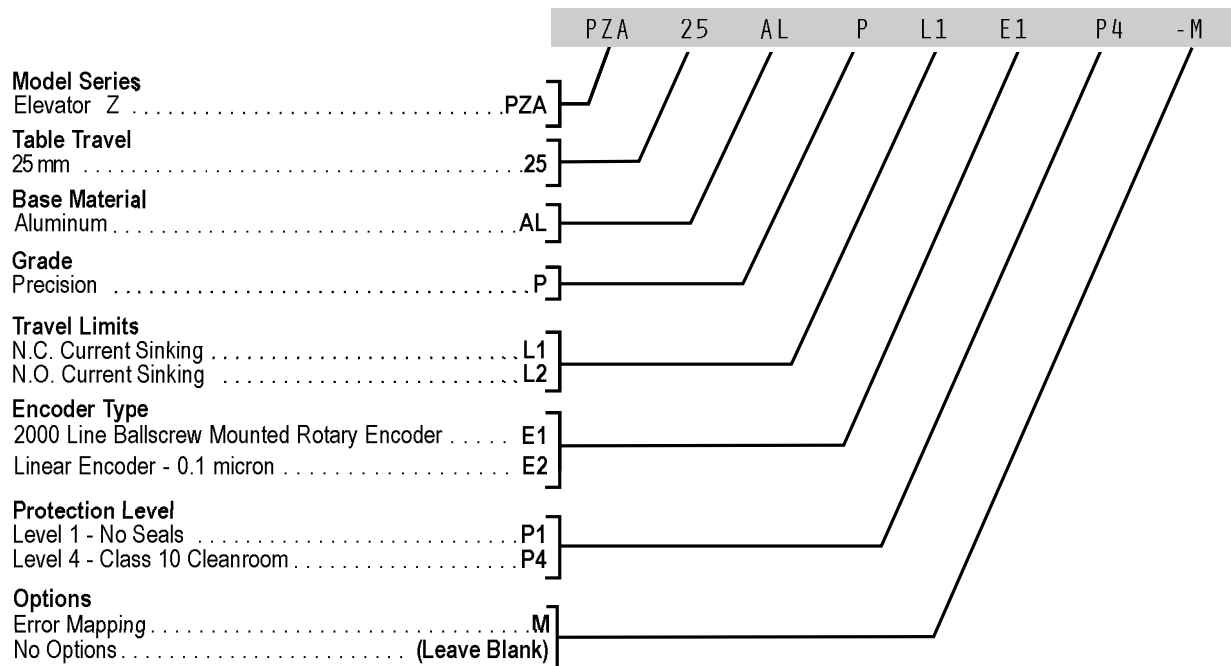 PZA 25 AL P L1 E1 P4 -M
Model Series
Elevator Z . . . . . . . . . . . . . . . . . . . . . . . . . . . . . . . . . . . . . PZA
Table Travel
25 mm . . . . . . . . . . . . . . . . . . . . . . . . . . . . . . . . . . . . . . . . . . . . 25
Base Material
Aluminum . . . . . . . . . . . . . . . . . . . . . . . . . . . . . . . . . . AL
Grade
Precision . . . . . . . . . . . . . . . . . . . . . . . . . . . . . . . . . . . . . . . . . P
Travel Limits
N.C. Current Sinking . . . . . . . . . . . . . . . . . . . . . . . . . . L1
N.O. Current Sinking . . . . . . . . . . . . . . . . . . . . . . . . . L2
Encoder Type
2000 Line Ballscrew Mounted Rotary Encoder . . . . . E1
Linear Encoder - 0.1 micron . . . . . . . . . . . . . . . . . E2
Protection Level
Level 1 - No Seals . . . . . . . . . . . . . . . . . . . . . . . . . . . . . P1
Level 4 - Class 10 Cleanroom . . . . . . . . . . . . . . . . . P4
Options
Error Mapping . . . . . . . . . . . . . . . . . . . . . . . . . . . . . . . . . . . . . . M
No Options . . . . . . . . . . . . . . . . . . . . . . . . (Leave Blank)